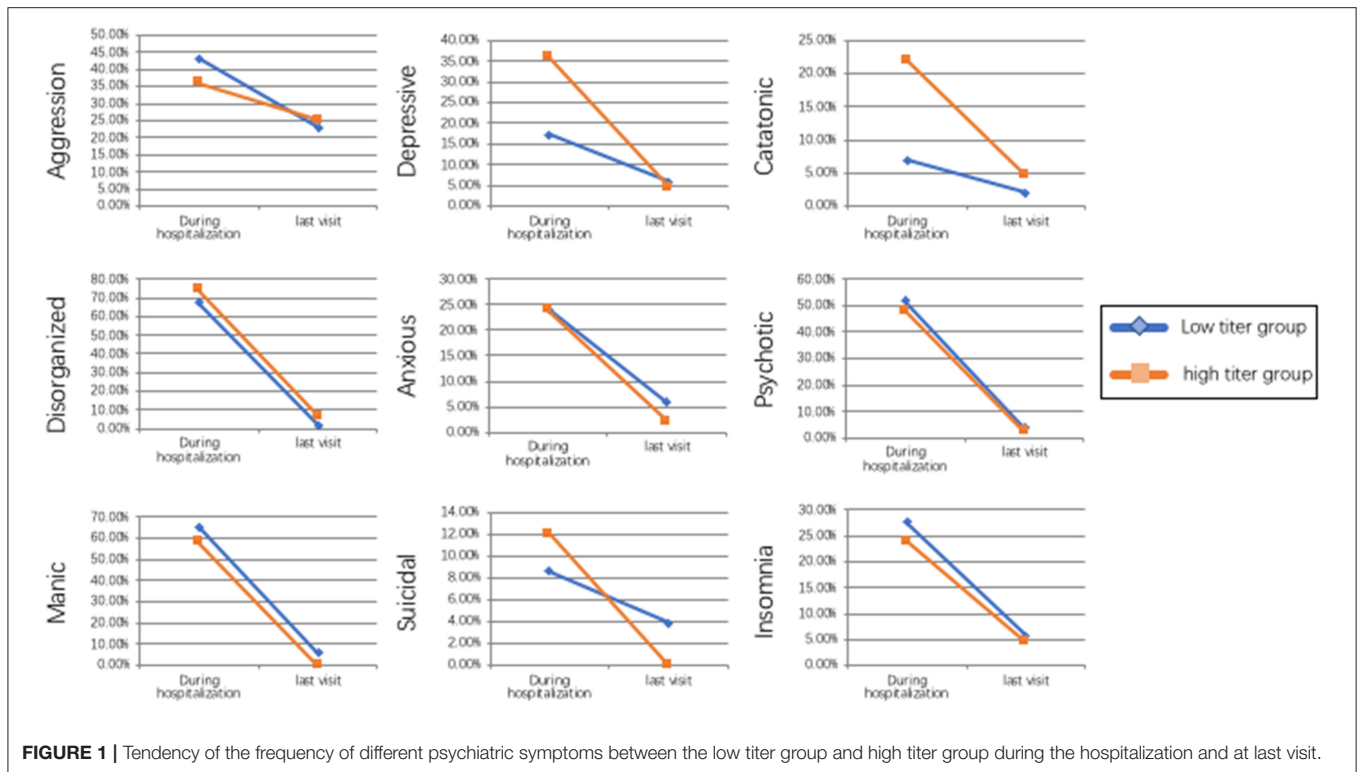 Aggression
50.00%
45.00%
40.00%
35.00%
30.00%
25.00%
20.00%
15.00%
10.00%
5.00%
0.00%
During
hospitalization
last visit
Depressive
40.00%
35.00%
30.00%
25.00%
20.00%
15.00%
10.00%
5.00%
0.00%
During
hospitalization
last visit
Catatonic
25.00%
20.00%
15.00%
10.00%
5.00%
0.00%
During
hospitalization
last visit
Disorganized
80.00%
70.00%
60.00%
50.00%
40.00%
30.00%
20.00%
10.00%
0.00%
During
hospitalization
last visit
Anxious
30.00%
25.00%
20.00%
15.00%
10.00%
5.00%
0.00%
During
hospitalization
last visit
Psychotic
60.00%
50.00%
40.00%
30.00%
20.00%
10.00%
0.00%
During
hospitalization
last visit
Low titer group
high titer group
Manic
70.00%
60.00%
50.00%
40.00%
30.00%
20.00%
10.00%
0.00%
During
hospitalization
last visit
Suicidal
14.00%
12.00%
10.00%
8.00%
6.00%
4.00%
2.00%
0.00%
During
hospitalization
last visit
Insomnia
30.00%
25.00%
20.00%
15.00%
10.00%
5.00%
0.00%
During
hospitalization
last visit
FIGURE 1 | Tendency of the frequency of different psychiatric symptoms between the low titer group and high titer group during the hospitalization and at last visit.